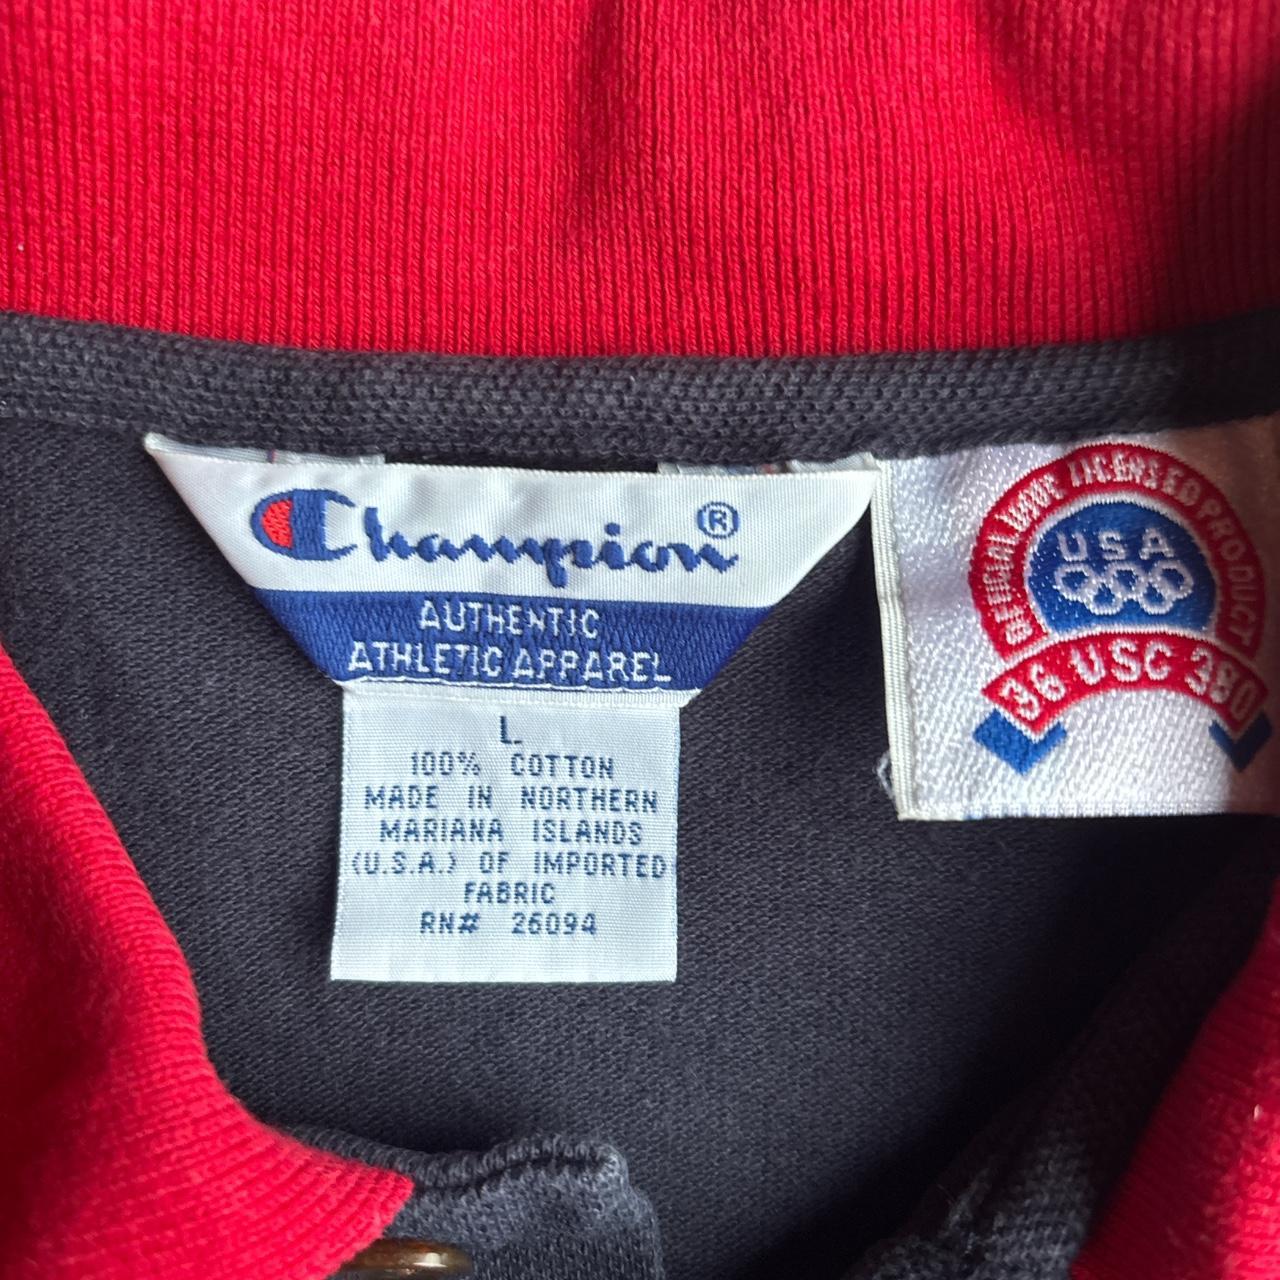 Champion®
AUTHENTIC
ATHLETIC APPAREL
L
100% COTTON
MADE IN NORTHERN
MARIANA ISLANDS
(U.S.A.) OF IMPORTED
FABRIC
RN# 26094
OFFICIAL LICENSED PRODUCT
USA
36 USC 380